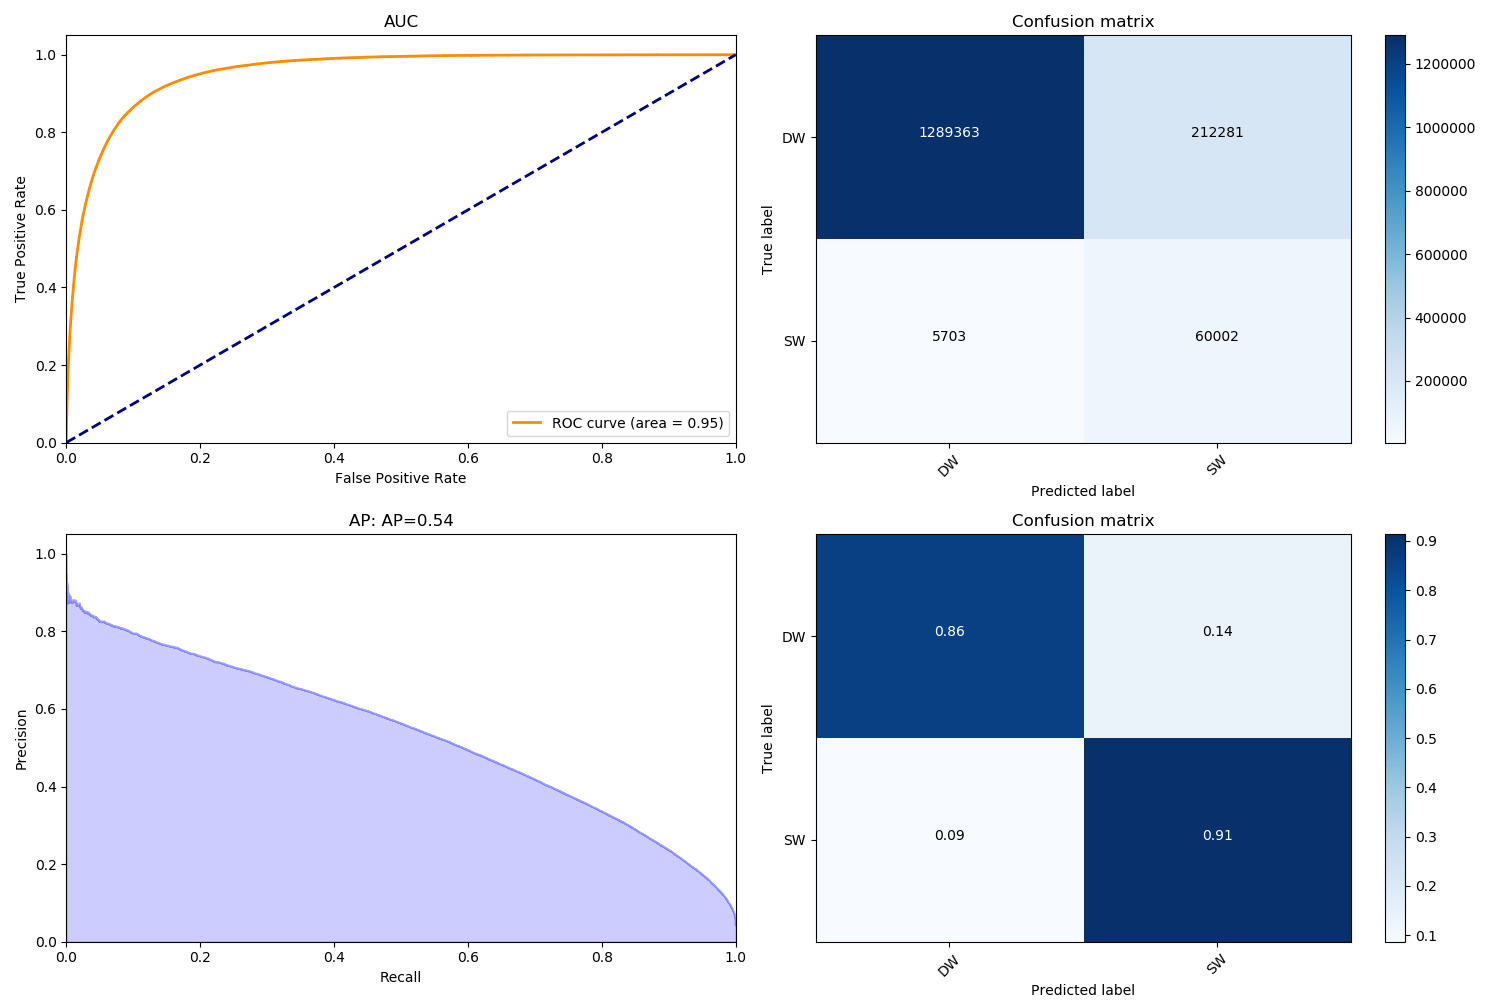 AUC
1.0
0.8
0.6
0.4
0.2
0.0
True Positive Rate
0.0 0.2 0.4 0.6 0.8 1.0
False Positive Rate
ROC curve (area = 0.95)
Confusion matrix
True label
DW
SW
1289363 212281
5703 60002
DW SW
Predicted label
1200000
1000000
800000
600000
400000
200000
AP: AP=0.54
1.0
0.8
0.6
0.4
0.2
0.0
Precision
0.0 0.2 0.4 0.6 0.8 1.0
Recall
Confusion matrix
True label
DW
SW
0.86 0.14
0.09 0.91
DW SW
Predicted label
0.9
0.8
0.7
0.6
0.5
0.4
0.3
0.2
0.1